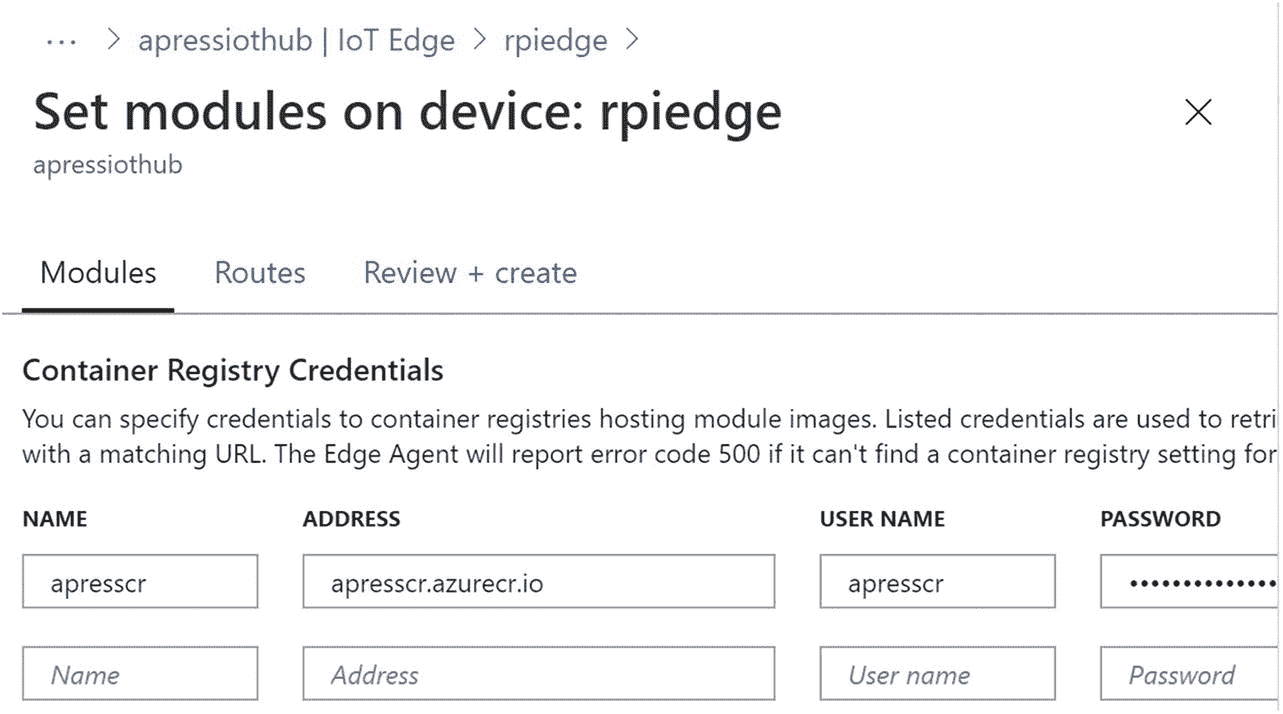 ... > apressiothub | IoT Edge > rpiedge >
Set modules on device: rpiedge
apressiothub
Modules Routes Review + create
Container Registry Credentials
You can specify credentials to container registries hosting module images. Listed credentials are used to retri
with a matching URL. The Edge Agent will report error code 500 if it can't find a container registry setting for
NAME ADDRESS USER NAME PASSWORD
apresscr apresscr.azurecr.io apresscr ••••••••••••••
Name Address User name Password